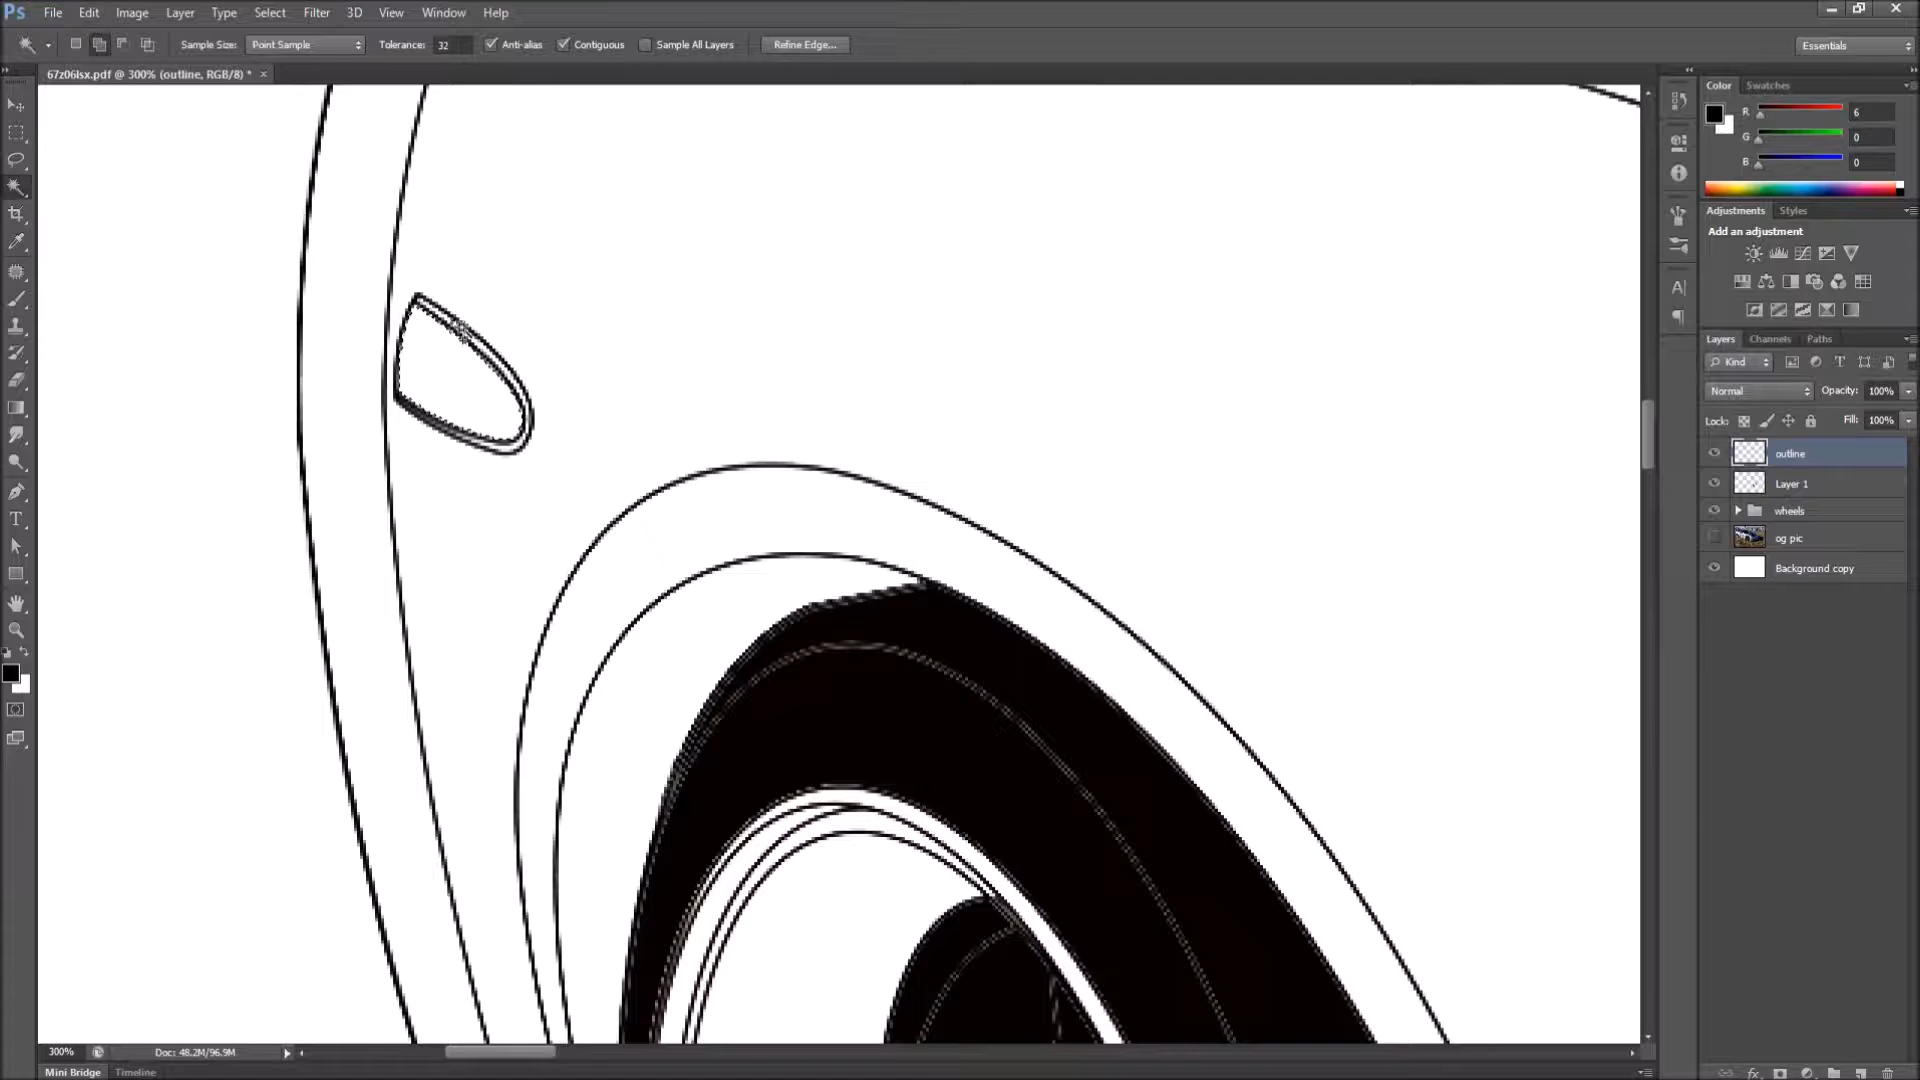 Ps File Edit Image Layer Type Select Filter 3D View Window Help
Sample Size: Point Sample Tolerance: 32 Anti-alias Contiguous Sample All Layers Refine Edge... Essentials
67z06lsx.pdf @ 300% (outline, RGB/8) * ×
Color Swatches
R 6
G 0
B 0
Adjustments Styles
Add an adjustment
Layers Channels Paths
Kind
Normal Opacity: 100%
Lock: Fill: 100%
outline
Layer 1
wheels
og pic
Background copy
300% Doc: 48.2M/96.9M
Mini Bridge Timeline